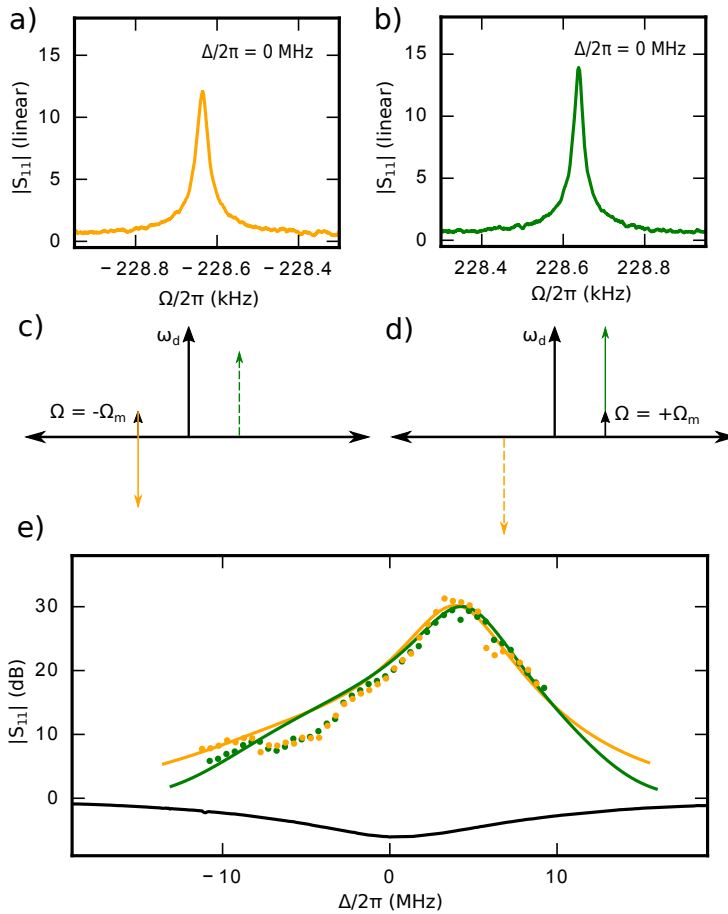 a)
b)
Δ/2π = 0 MHz
Δ/2π = 0 MHz
|S₁₁| (linear)
15
10
5
0
−228.8 −228.6 −228.4
Ω/2π (kHz)
|S₁₁| (linear)
15
10
5
0
228.4 228.6 228.8
Ω/2π (kHz)
c)
ω_d
Ω = -Ωₘ
d)
ω_d
Ω = +Ωₘ
e)
|S₁₁| (dB)
30
20
10
0
−10 0 10
Δ/2π (MHz)